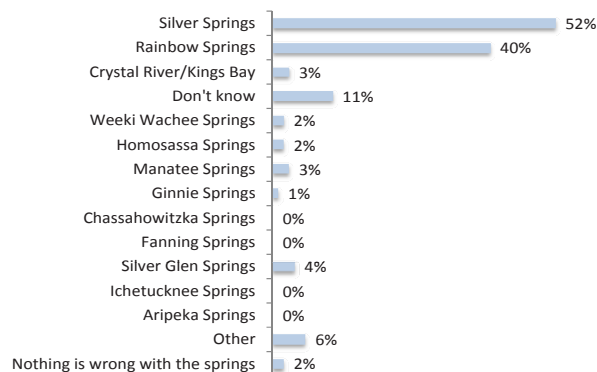 Silver Springs 52%
Rainbow Springs 40%
Crystal River/Kings Bay 3%
Don't know 11%
Weeki Wachee Springs 2%
Homosassa Springs 2%
Manatee Springs 3%
Ginnie Springs 1%
Chassahowitzka Springs 0%
Fanning Springs 0%
Silver Glen Springs 4%
Ichetucknee Springs 0%
Aripeka Springs 0%
Other 6%
Nothing is wrong with the springs 2%